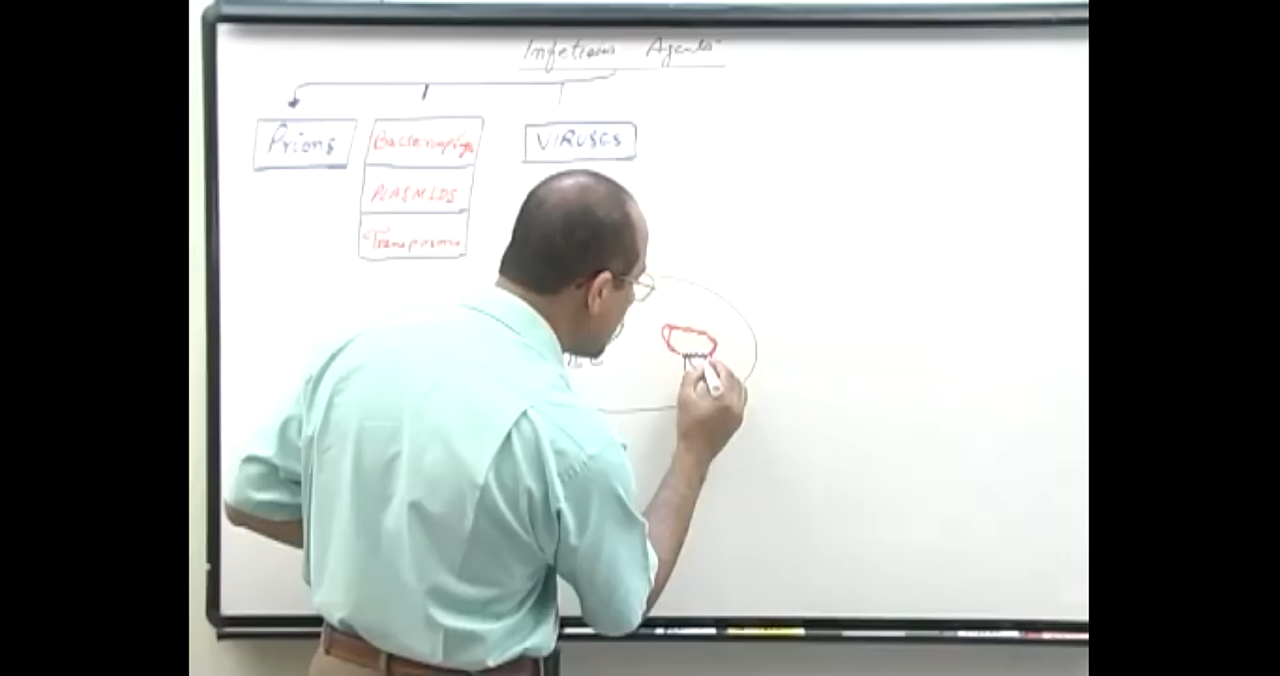 Infectious Agents
Prions
Bacteriophage
VIRUSES
PLASMIDS
Transposons